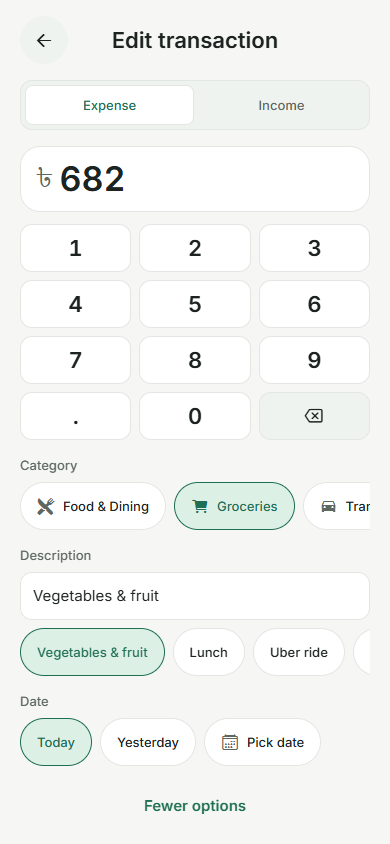 Edit transaction
Expense Income
৳ 682
1 2 3
4 5 6
7 8 9
. 0
Category
Food & Dining Groceries
Description
Vegetables & fruit
Vegetables & fruit Lunch Uber ride
Date
Today Yesterday Pick date
Fewer options